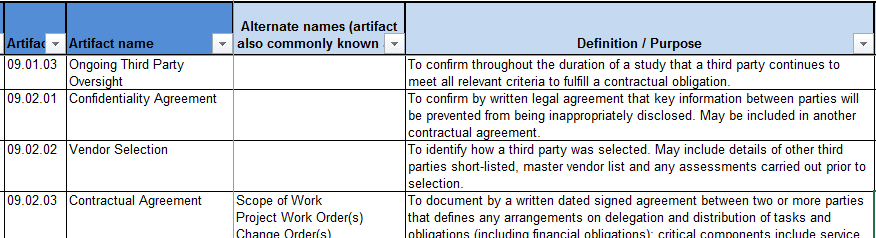 Alternate names (artifact
Artifac Artifact name also commonly known Definition / Purpose
09.01.03 Ongoing Third Party To confirm throughout the duration of a study that a third party continues to
Oversight meet all relevant criteria to fulfill a contractual obligation.
09.02.01 Confidentiality Agreement To confirm by written legal agreement that key information between parties will
be prevented from being inappropriately disclosed. May be included in another
contractual agreement.
09.02.02 Vendor Selection To identify how a third party was selected. May include details of other third
parties short-listed, master vendor list and any assessments carried out prior to
selection.
09.02.03 Contractual Agreement Scope of Work To document by a written dated signed agreement between two or more parties
Project Work Order(s) that defines any arrangements on delegation and distribution of tasks and
Change Order(s) obligations (including financial obligations); critical components include service